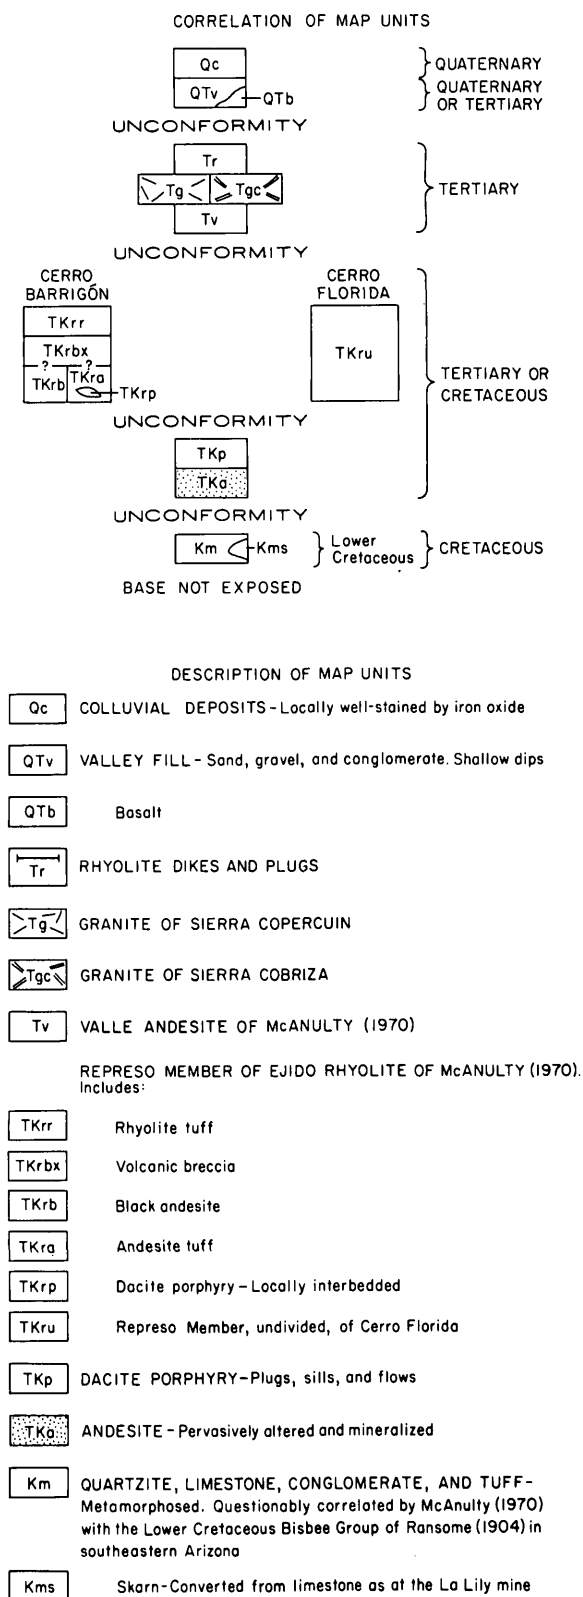 CORRELATION OF MAP UNITS
Qc
QUATERNARY
QTv
QTb
QUATERNARY
OR TERTIARY
UNCONFORMITY
Tr
Tg
Tgc
TERTIARY
Tv
UNCONFORMITY
CERRO
BARRIGÓN
CERRO
FLORIDA
TKrr
TKrbx
? ?
TKrb
TKra
TKrp
TKru
TERTIARY OR
CRETACEOUS
UNCONFORMITY
TKp
TKa
UNCONFORMITY
Km
Kms
Lower
Cretaceous
CRETACEOUS
BASE NOT EXPOSED
DESCRIPTION OF MAP UNITS
Qc COLLUVIAL DEPOSITS – Locally well-stained by iron oxide
QTv VALLEY FILL – Sand, gravel, and conglomerate. Shallow dips
QTb Basalt
Tr RHYOLITE DIKES AND PLUGS
Tg GRANITE OF SIERRA COPERCUIN
Tgc GRANITE OF SIERRA COBRIZA
Tv VALLE ANDESITE OF McANULTY (1970)
REPRESO MEMBER OF EJIDO RHYOLITE OF McANULTY (1970).
Includes:
TKrr Rhyolite tuff
TKrbx Volcanic breccia
TKrb Black andesite
TKra Andesite tuff
TKrp Dacite porphyry – Locally interbedded
TKru Represo Member, undivided, of Cerro Florida
TKp DACITE PORPHYRY–Plugs, sills, and flows
TKa ANDESITE – Pervasively altered and mineralized
Km QUARTZITE, LIMESTONE, CONGLOMERATE, AND TUFF–
Metamorphosed. Questionably correlated by McAnulty (1970)
with the Lower Cretaceous Bisbee Group of Ransome (1904) in
southeastern Arizona
Kms Skarn-Converted from limestone as at the La Lily mine